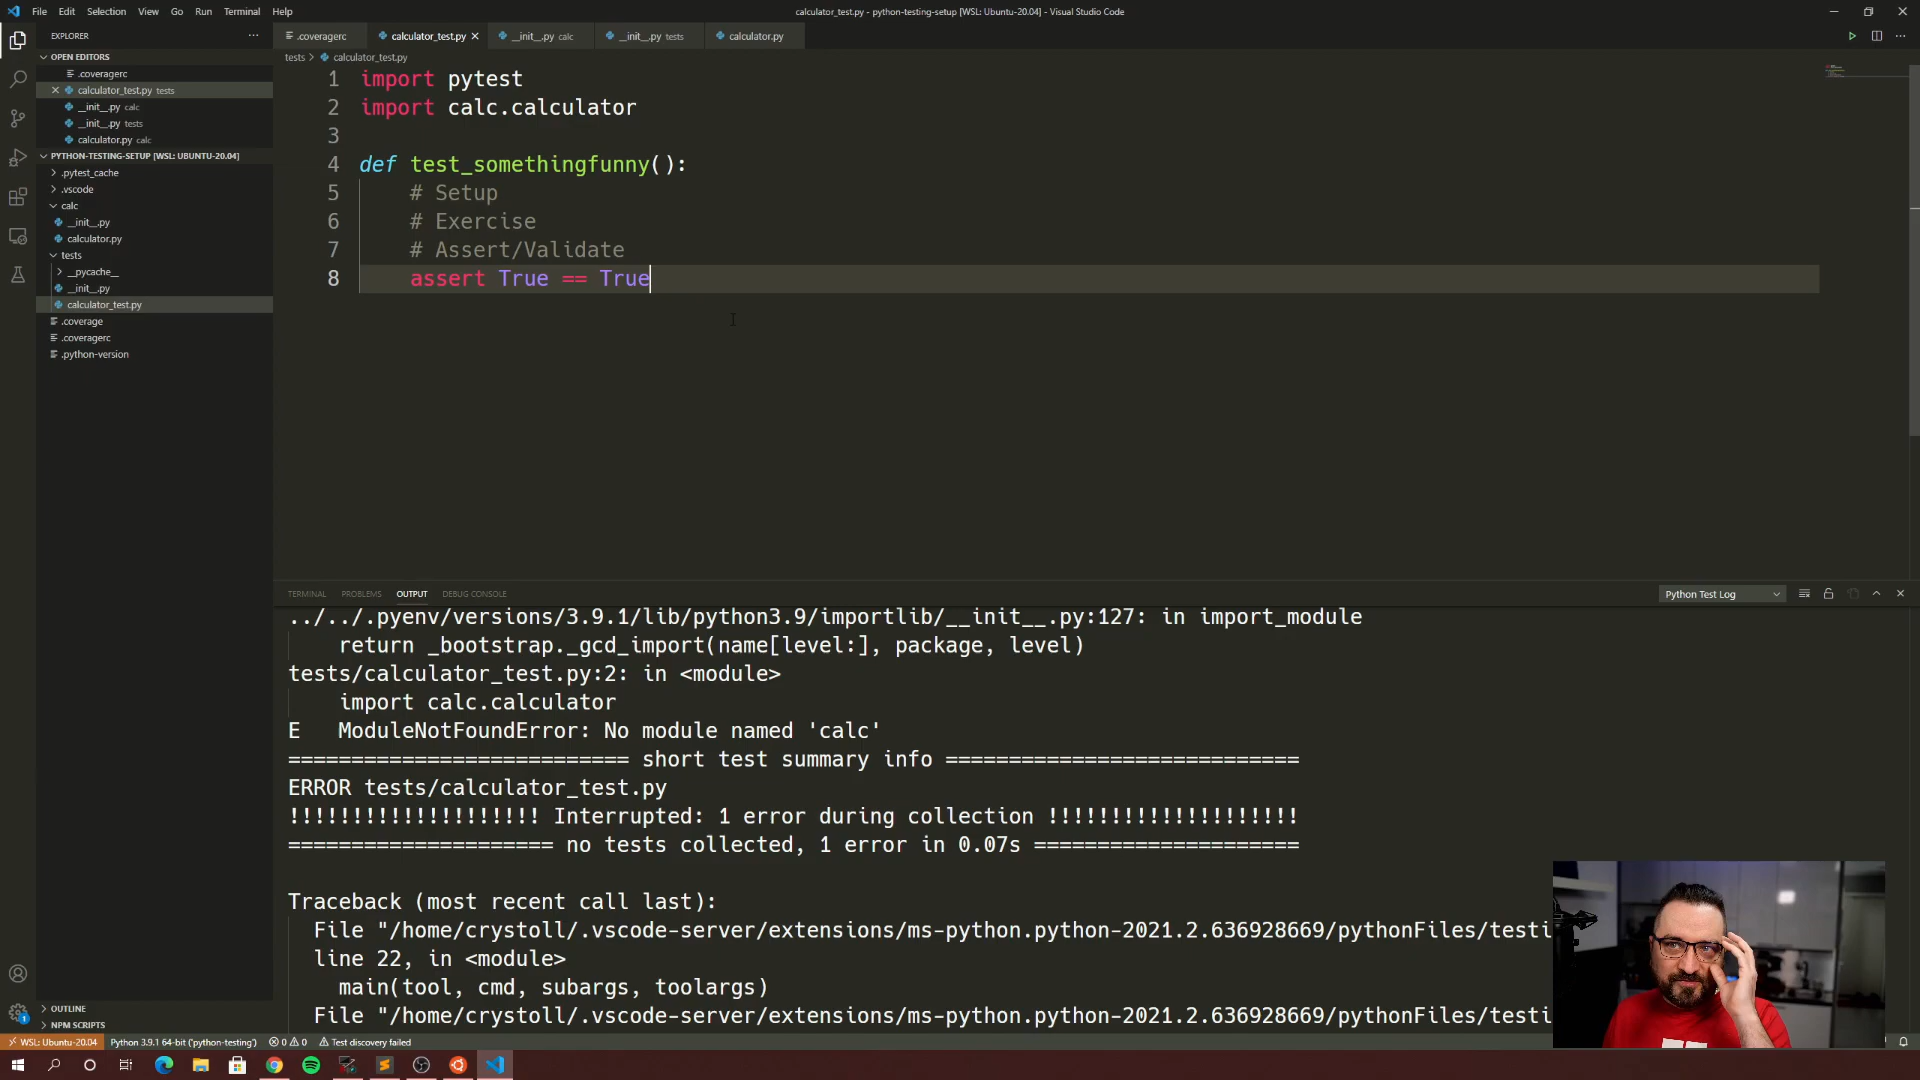 File Edit Selection View Go Run Terminal Help
calculator_test.py - python-testing-setup [WSL: Ubuntu-20.04] - Visual Studio Code
EXPLORER
.coveragerc
calculator_test.py
__init__.py calc
__init__.py tests
calculator.py
OPEN EDITORS
.coveragerc
calculator_test.py tests
__init__.py calc
__init__.py tests
calculator.py calc
PYTHON-TESTING-SETUP [WSL: UBUNTU-20.04]
.pytest_cache
.vscode
calc
__init__.py
calculator.py
tests
__pycache__
__init__.py
calculator_test.py
.coverage
.coveragerc
.python-version
OUTLINE
NPM SCRIPTS
tests > calculator_test.py
1 import pytest
2 import calc.calculator
3
4 def test_somethingfunny():
5 # Setup
6 # Exercise
7 # Assert/Validate
8 assert True == True
TERMINAL PROBLEMS OUTPUT DEBUG CONSOLE
Python Test Log
../../.pyenv/versions/3.9.1/lib/python3.9/importlib/__init__.py:127: in import_module
return _bootstrap._gcd_import(name[level:], package, level)
tests/calculator_test.py:2: in <module>
import calc.calculator
E ModuleNotFoundError: No module named 'calc'
=========================== short test summary info ============================
ERROR tests/calculator_test.py
!!!!!!!!!!!!!!!!!!!! Interrupted: 1 error during collection !!!!!!!!!!!!!!!!!!!!
===================== no tests collected, 1 error in 0.07s =====================
Traceback (most recent call last):
File "/home/crystoll/.vscode-server/extensions/ms-python.python-2021.2.636928669/pythonFiles/testi
line 22, in <module>
main(tool, cmd, subargs, toolargs)
File "/home/crystoll/.vscode-server/extensions/ms-python.python-2021.2.636928669/pythonFiles/testi
WSL: Ubuntu-20.04 Python 3.9.1 64-bit ('python-testing') 0 0 Test discovery failed